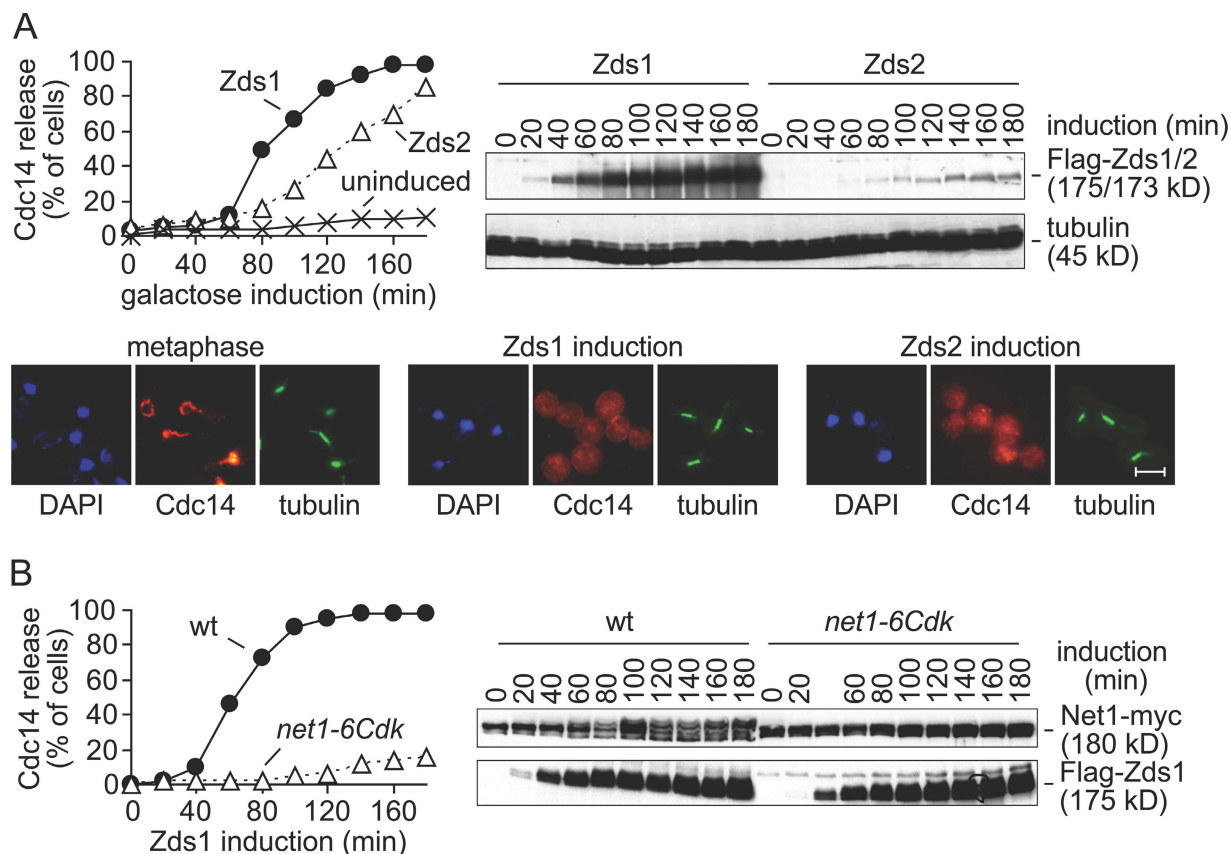 A
Cdc14 release
(% of cells)
100
80
60
40
20
0
Zds1
Zds2
uninduced
0 40 80 120 160
galactose induction (min)
Zds1 Zds2
0 20 40 60 80 100 120 140 160 180 0 20 40 60 80 100 120 140 160 180
induction (min)
Flag-Zds1/2
(175/173 kD)
tubulin
(45 kD)
metaphase
DAPI Cdc14 tubulin
Zds1 induction
DAPI Cdc14 tubulin
Zds2 induction
DAPI Cdc14 tubulin
B
Cdc14 release
(% of cells)
100
80
60
40
20
0
wt
net1-6Cdk
0 40 80 120 160
Zds1 induction (min)
wt net1-6Cdk
0 20 40 60 80 100 120 140 160 180 0 20 60 80 100 120 140 160 180
induction
(min)
Net1-myc
(180 kD)
Flag-Zds1
(175 kD)